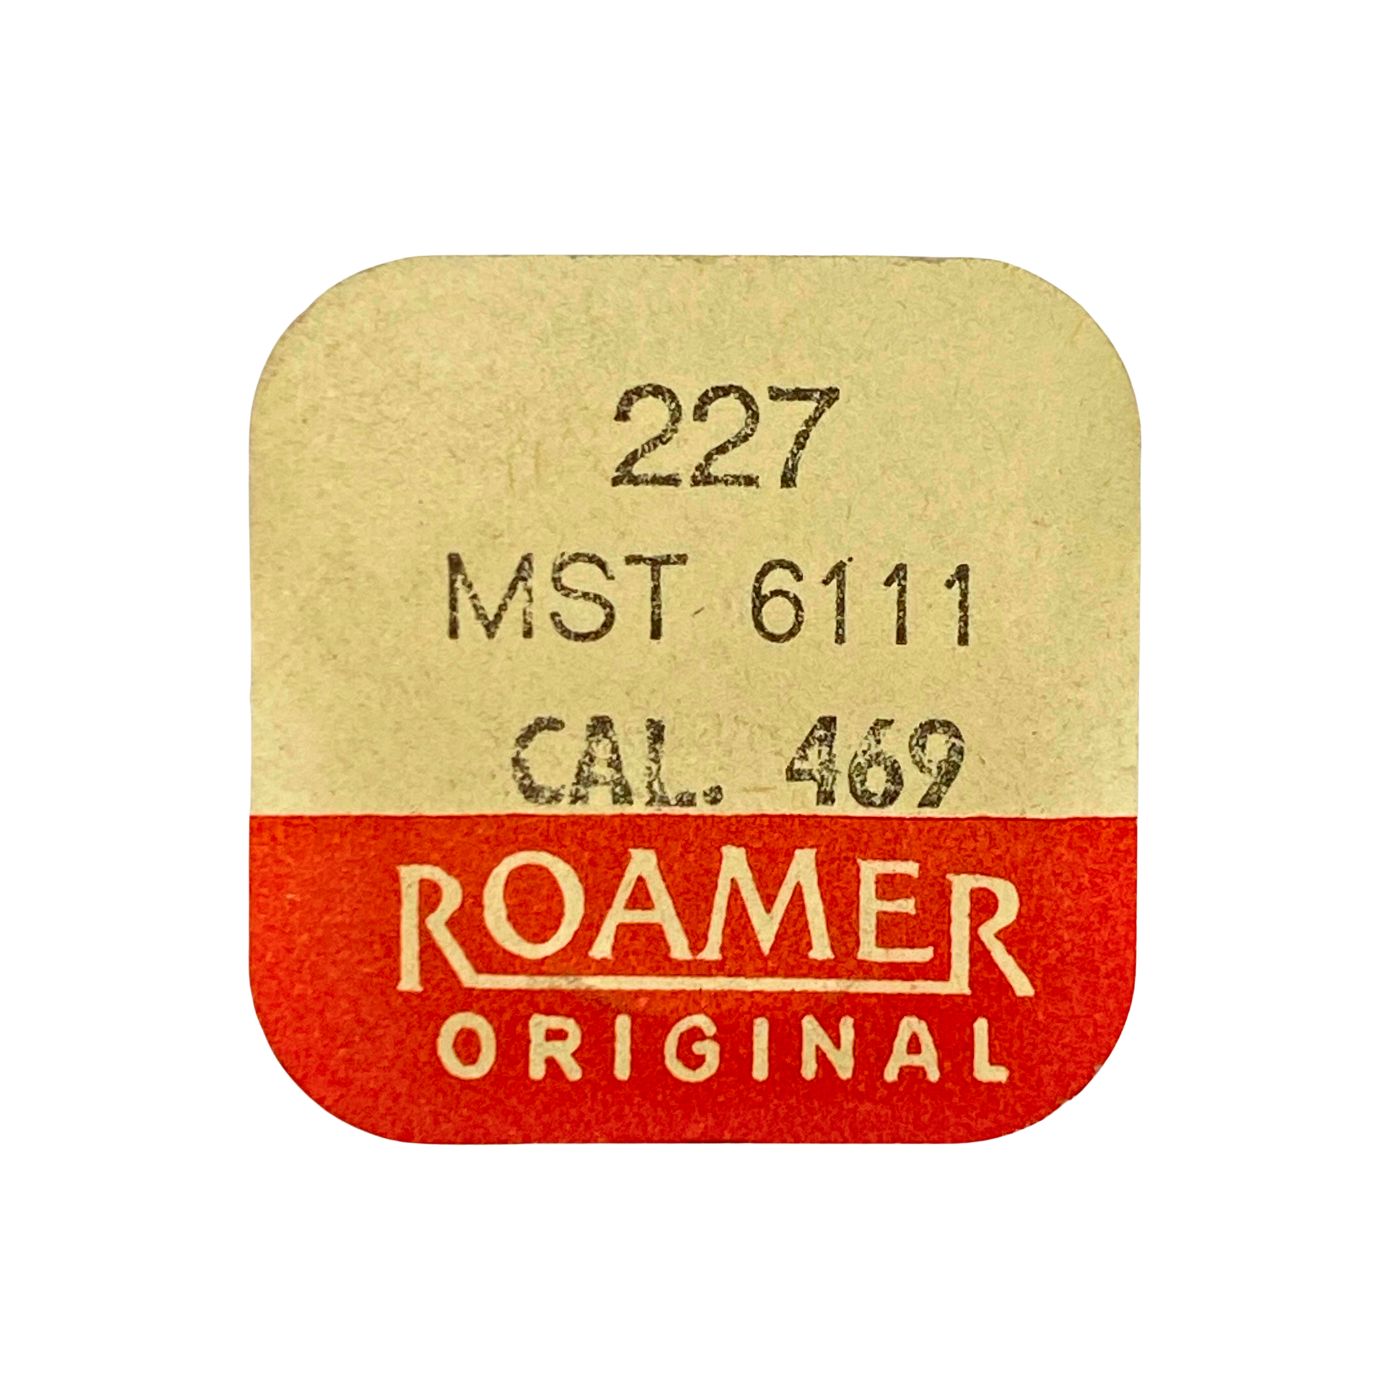 227
MST 6111
CAL. 469
ROAMER
ORIGINAL